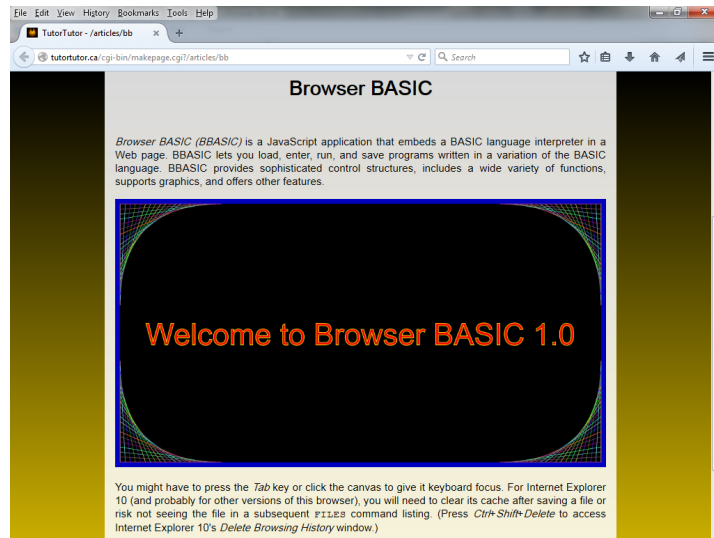 File Edit View History Bookmarks Tools Help
TutorTutor - /articles/bb
tutortutor.ca/cgi-bin/makepage.cgi?/articles/bb
Search
Browser BASIC
Browser BASIC (BBASIC) is a JavaScript application that embeds a BASIC language interpreter in a
Web page. BBASIC lets you load, enter, run, and save programs written in a variation of the BASIC
language. BBASIC provides sophisticated control structures, includes a wide variety of functions,
supports graphics, and offers other features.
Welcome to Browser BASIC 1.0
You might have to press the Tab key or click the canvas to give it keyboard focus. For Internet Explorer
10 (and probably for other versions of this browser), you will need to clear its cache after saving a file or
risk not seeing the file in a subsequent FILES command listing. (Press Ctrl+Shift+Delete to access
Internet Explorer 10's Delete Browsing History window.)